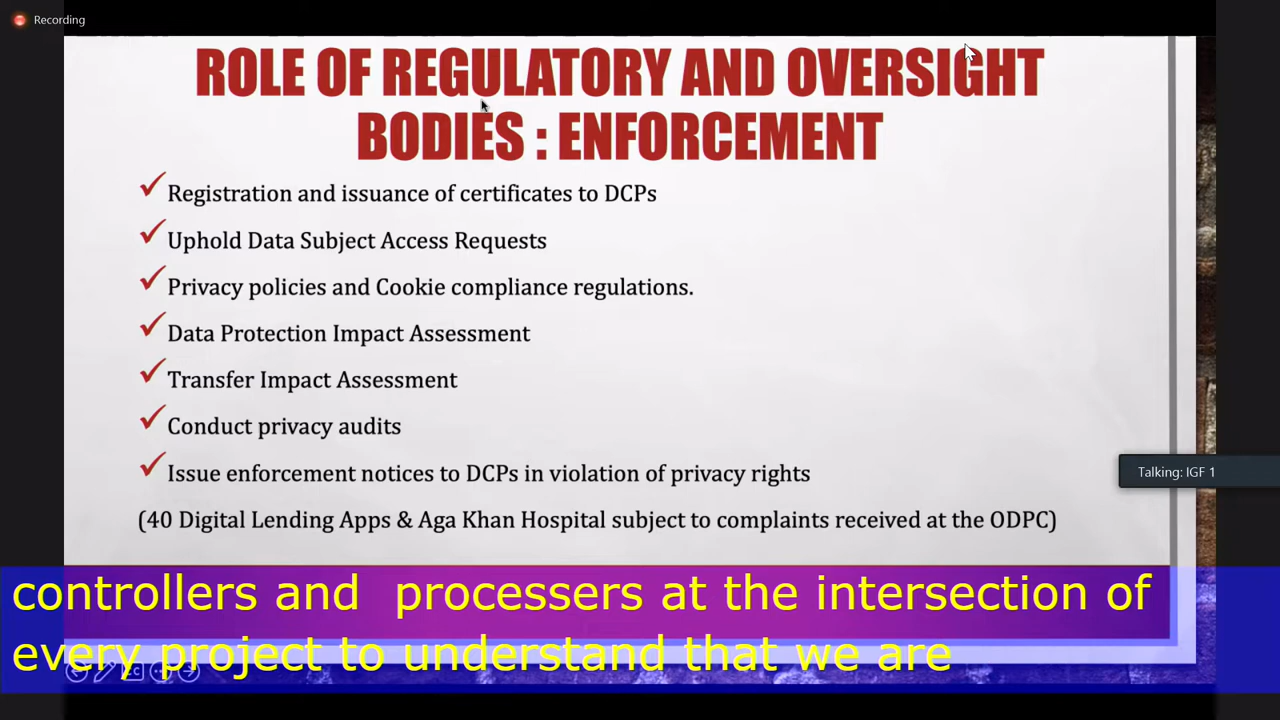 Recording
ROLE OF REGULATORY AND OVERSIGHT
BODIES : ENFORCEMENT
Registration and issuance of certificates to DCPs
Uphold Data Subject Access Requests
Privacy policies and Cookie compliance regulations.
Data Protection Impact Assessment
Transfer Impact Assessment
Conduct privacy audits
Talking: IGF 1
Issue enforcement notices to DCPs in violation of privacy rights
(40 Digital Lending Apps & Aga Khan Hospital subject to complaints received at the ODPC)
controllers and  processers at the intersection of
every project to understand that we are